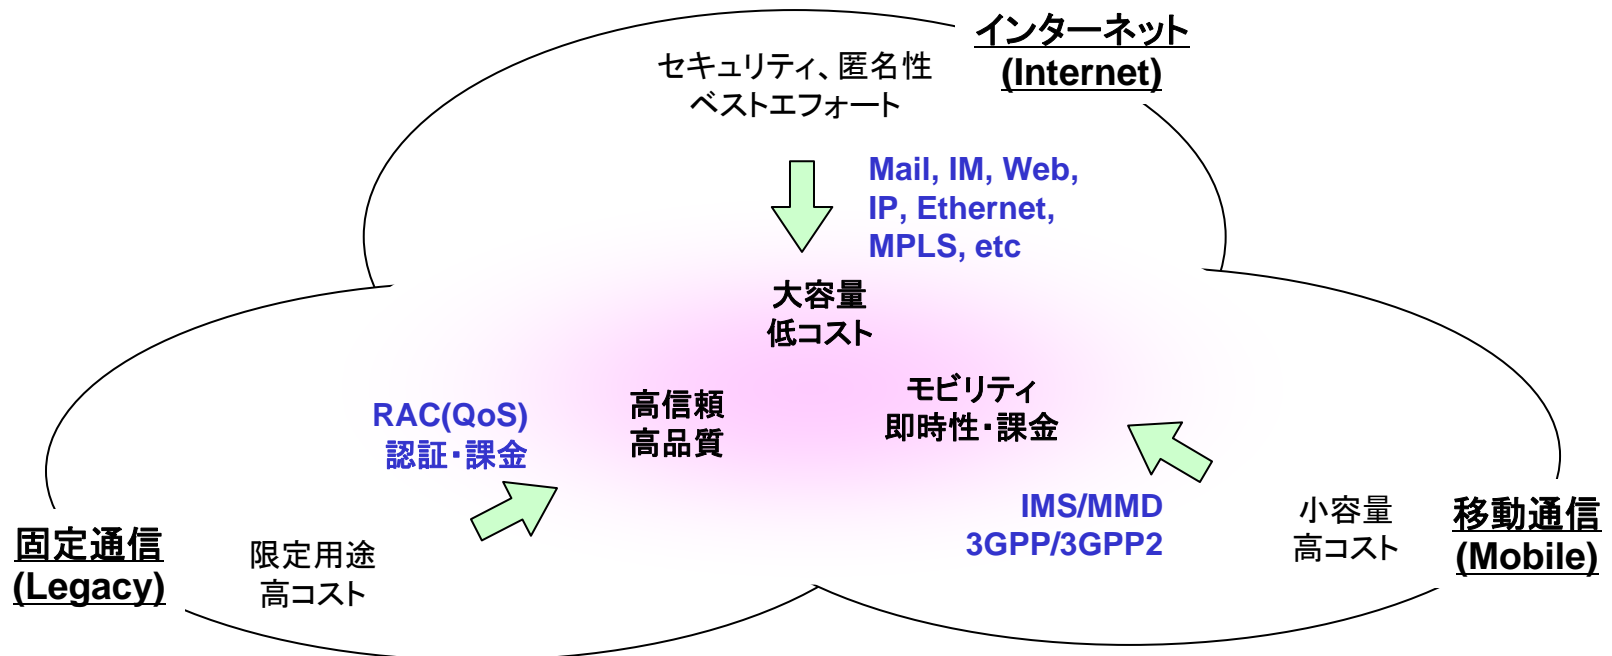 インターネット
(Internet)
セキュリティ、匿名性
ベストエフォート
Mail, IM, Web,
IP, Ethernet,
MPLS, etc
大容量
低コスト
モビリティ
即時性・課金
高信頼
高品質
RAC(QoS)
認証・課金
IMS/MMD
3GPP/3GPP2
小容量
高コスト
移動通信
(Mobile)
固定通信
(Legacy)
限定用途
高コスト